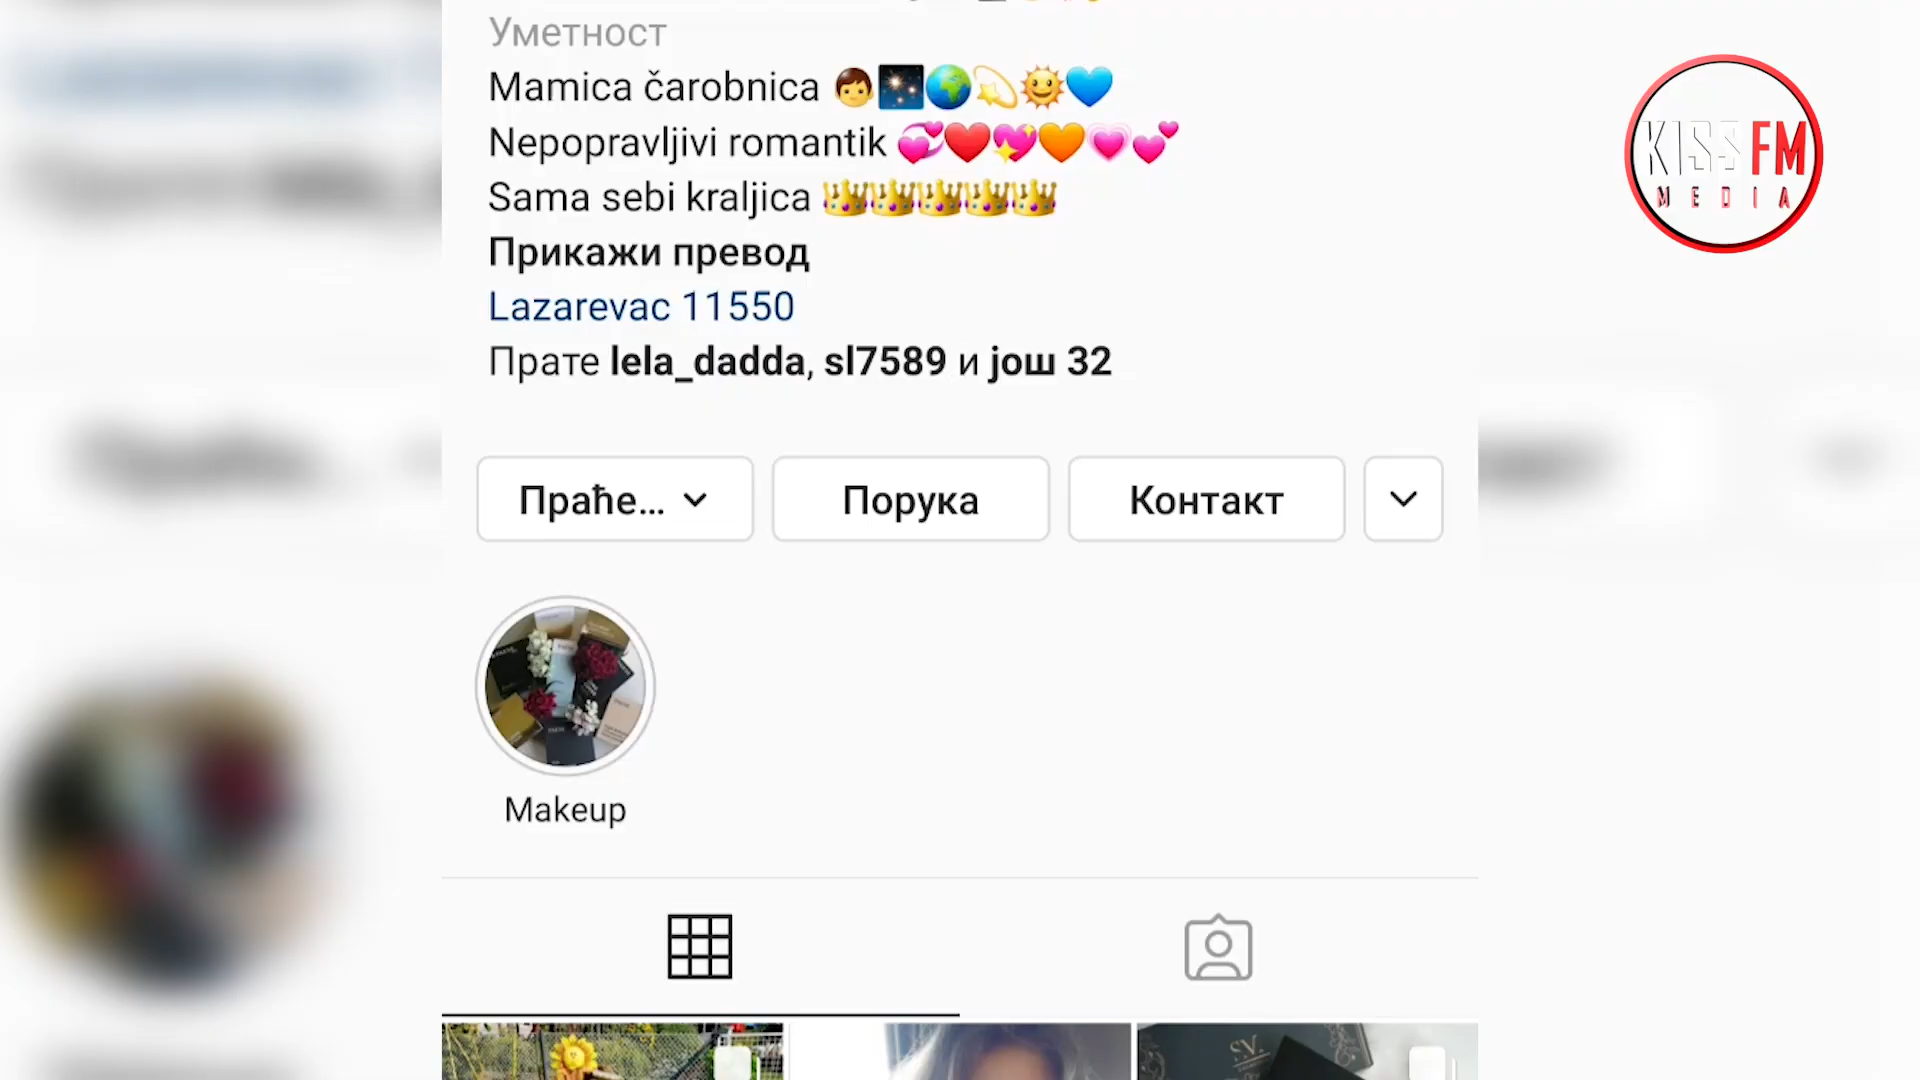 Уметност
Mamica čarobnica 👦🎇🌍💫🌞💙
Nepopravljivi romantik 💞❤️💖🧡💗💕
Sama sebi kraljica 👑👑👑👑👑
Прикажи превод
Lazarevac 11550
Прате lela_dadda, sl7589 и још 32
Праће...
Порука
Контакт
Makeup
KISS FM
MEDIA
SV